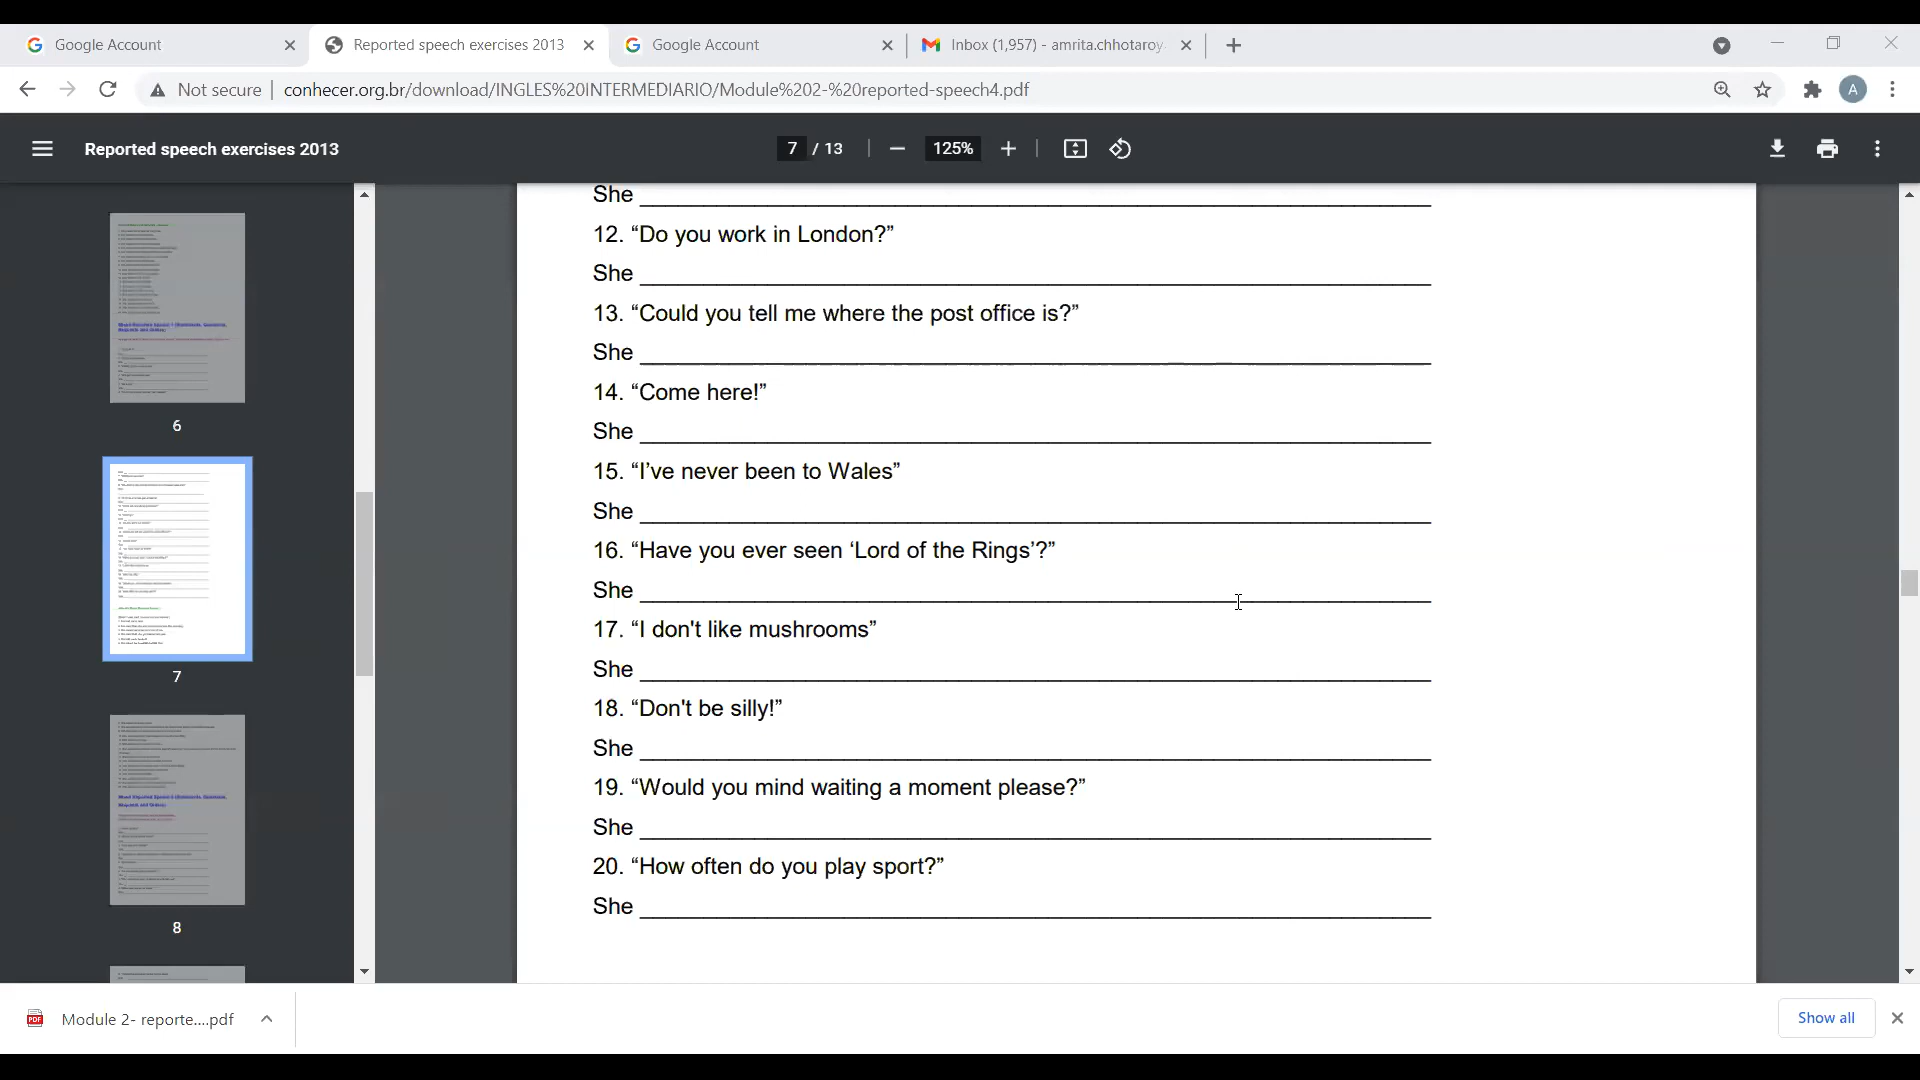 Google Account
Reported speech exercises 2013
Google Account
Inbox (1,957) - amrita.chhotaroy
Not secure
conhecer.org.br/download/INGLES%20INTERMEDIARIO/Module%202-%20reported-speech4.pdf
A
Reported speech exercises 2013
7 / 13
125%
6
7
8
She
12. “Do you work in London?”
She
13. “Could you tell me where the post office is?”
She
14. “Come here!”
She
15. “I’ve never been to Wales”
She
16. “Have you ever seen ‘Lord of the Rings’?”
She
17. “I don't like mushrooms”
She
18. “Don't be silly!”
She
19. “Would you mind waiting a moment please?”
She
20. “How often do you play sport?”
She
PDF
Module 2- reporte....pdf
Show all